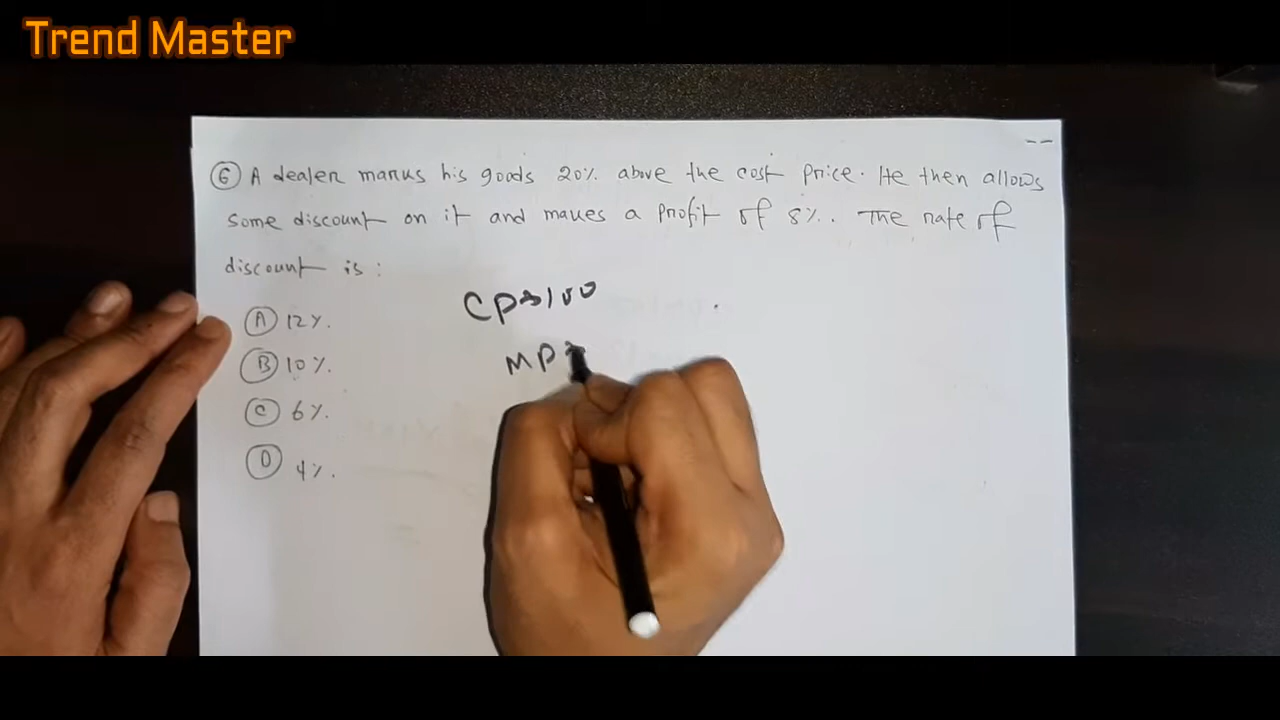 Trend Master
6 A dealer marks his goods 20% above the cost price. He then allows
some discount on it and makes a profit of 8%. The rate of
discount is:
CP=100
A 12%.
MP
B 10%.
C 6%.
D 4%.